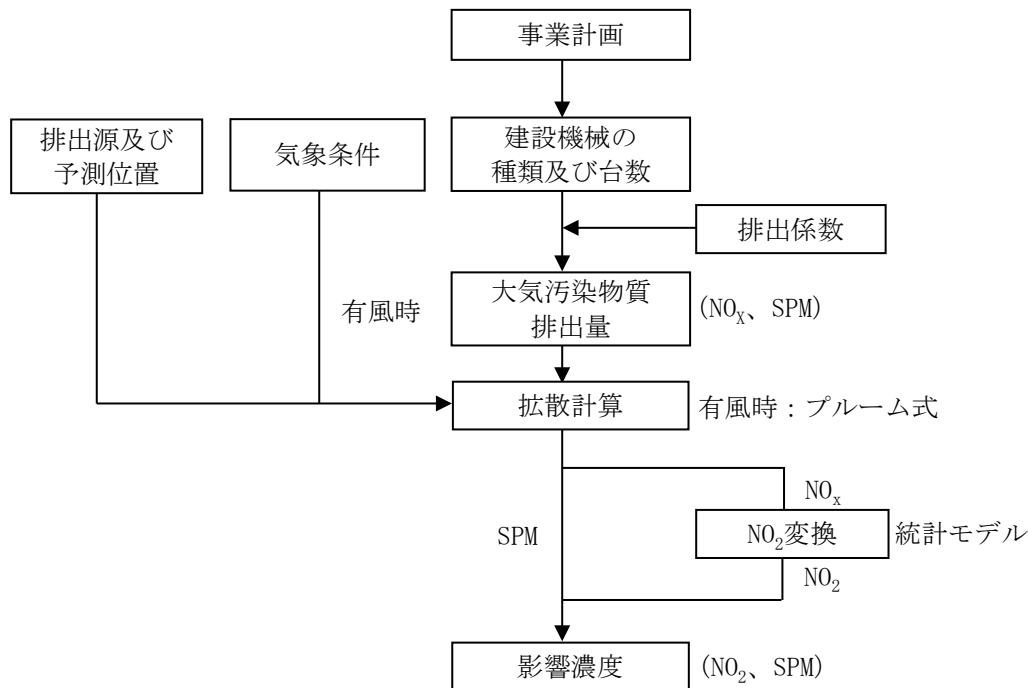 事業計画
排出源及び
予測位置
気象条件
建設機械の
種類及び台数
排出係数
有風時
大気汚染物質
排出量
(NOX、SPM)
拡散計算
有風時：プルーム式
NOx
SPM
NO2変換
統計モデル
NO2
影響濃度
(NO2、SPM)